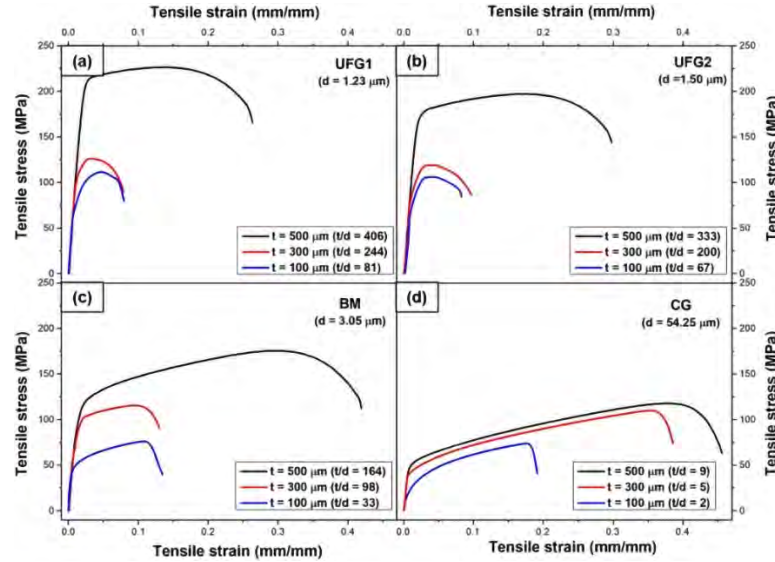 Tensile strain (mm/mm)
Tensile strain (mm/mm)
0.0 0.1 0.2 0.3 0.4
0.0 0.1 0.2 0.3 0.4
250
200
150
100
50
0
Tensile stress (MPa)
(a)
UFG1
(d = 1.23 μm)
t = 500 μm (t/d = 406)
t = 300 μm (t/d = 244)
t = 100 μm (t/d = 81)
(b)
UFG2
(d =1.50 μm)
t = 500 μm (t/d = 333)
t = 300 μm (t/d = 200)
t = 100 μm (t/d = 67)
250
200
150
100
50
0
Tensile stress (MPa)
250
200
150
100
50
0
Tensile stress (MPa)
(c)
BM
(d = 3.05 μm)
t = 500 μm (t/d = 164)
t = 300 μm (t/d = 98)
t = 100 μm (t/d = 33)
(d)
CG
(d = 54.25 μm)
t = 500 μm (t/d = 9)
t = 300 μm (t/d = 5)
t = 100 μm (t/d = 2)
250
200
150
100
50
0
Tensile stress (MPa)
0.0 0.1 0.2 0.3 0.4
0.0 0.1 0.2 0.3 0.4
Tensile strain (mm/mm)
Tensile strain (mm/mm)